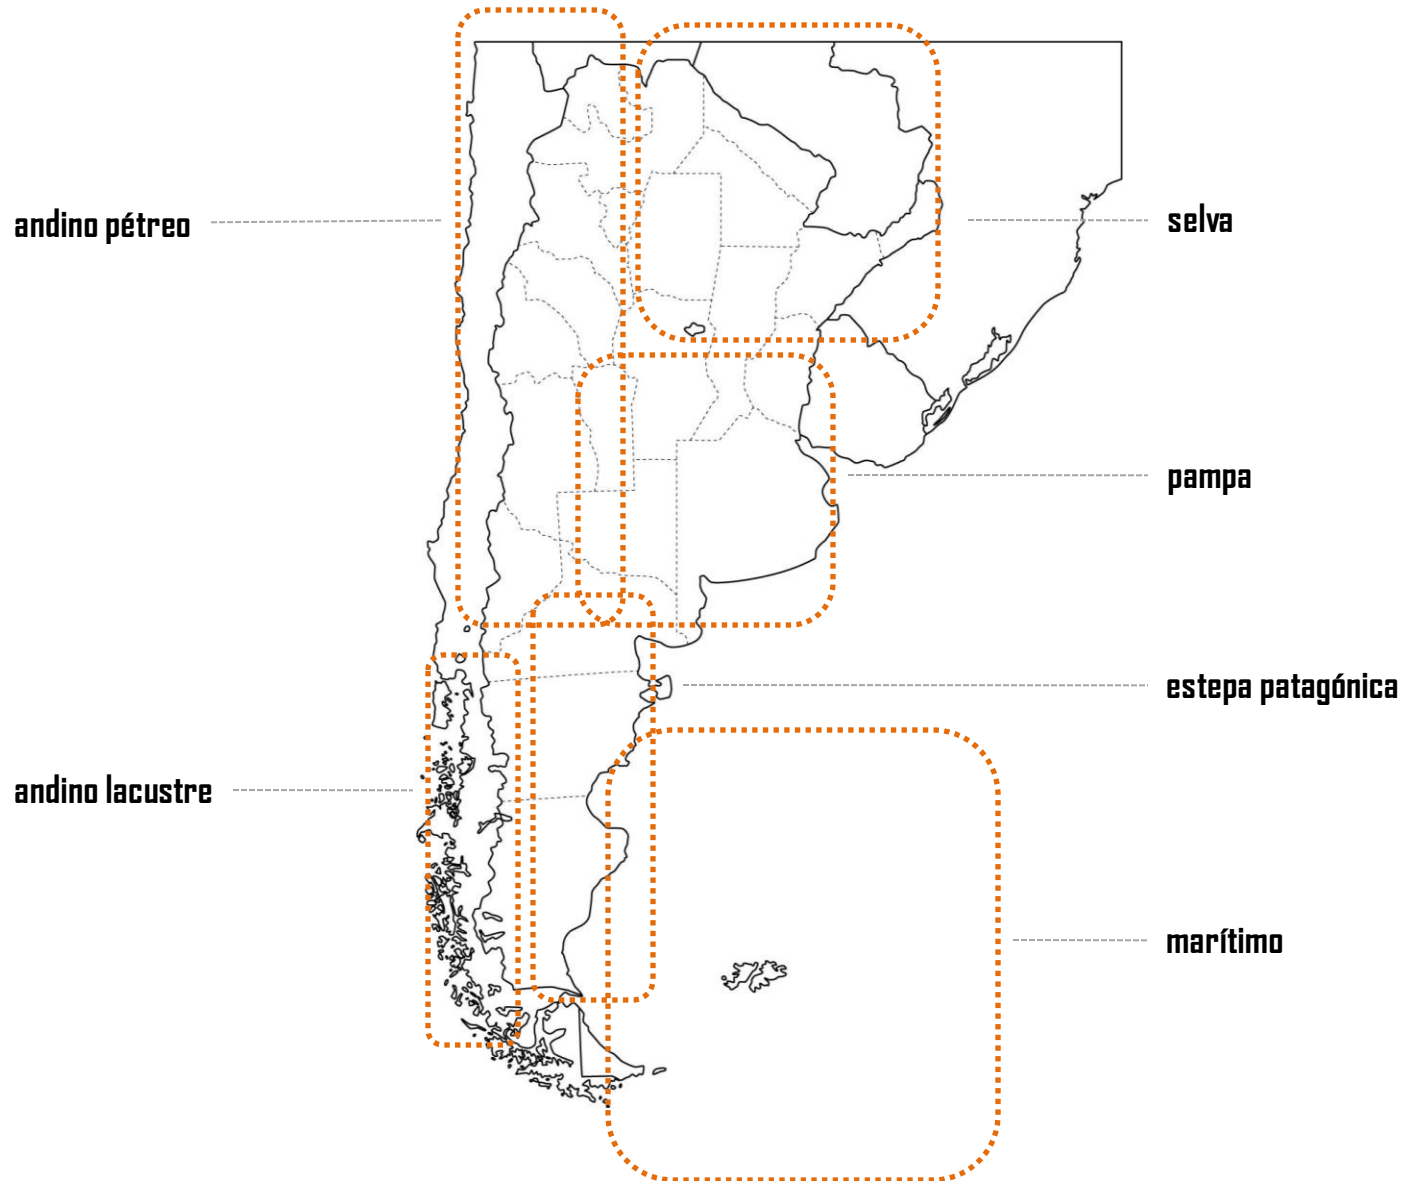 andino pétreo
selva
pampa
estepa patagónica
andino lacustre
marítimo